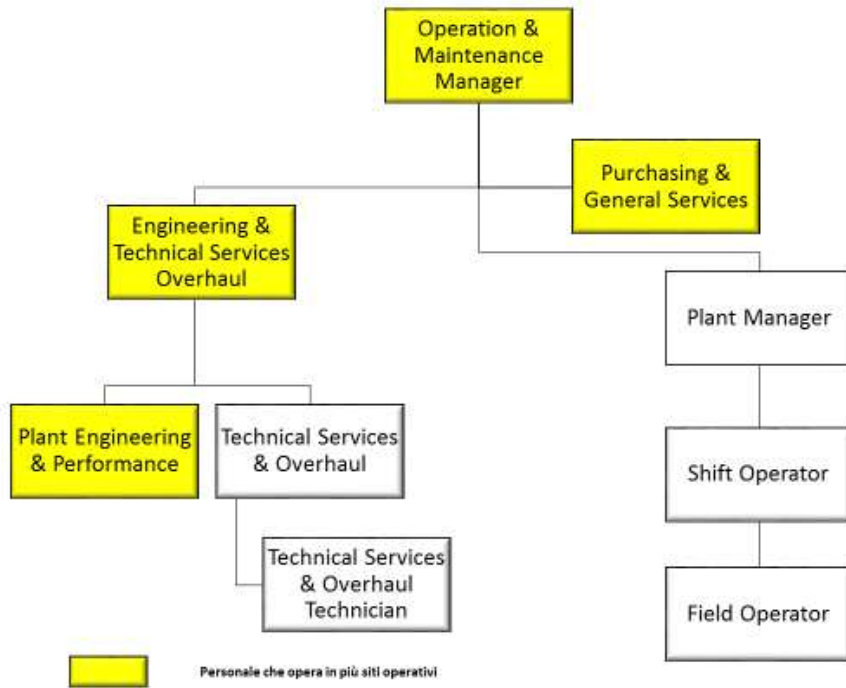 Operation &
Maintenance
Manager
Purchasing &
General Services
Engineering &
Technical Services
Overhaul
Plant Manager
Plant Engineering
& Performance
Technical Services
& Overhaul
Shift Operator
Technical Services
& Overhaul
Technician
Field Operator
Personale che opera in più siti operativi